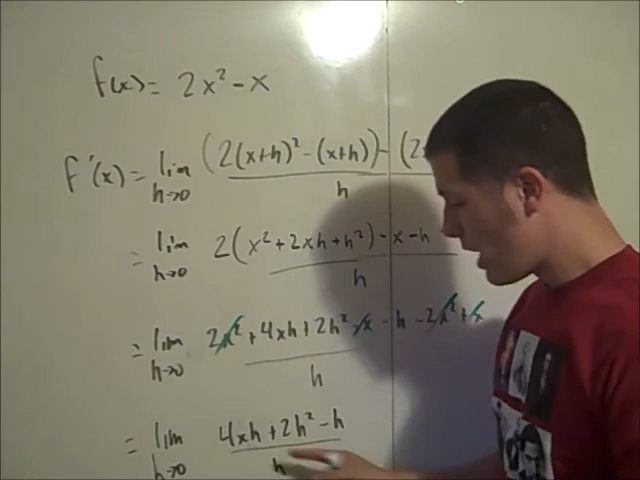 f(x) = 2x² - x
f'(x) = lim h→0 (2(x+h)² - (x+h)) - (2x / h
= lim h→0 2(x² + 2xh + h²) - x - h / h
= lim h→0 2x² + 4xh + 2h² - x - h - 2x² + x / h
= lim h→0 4xh + 2h² - h / h